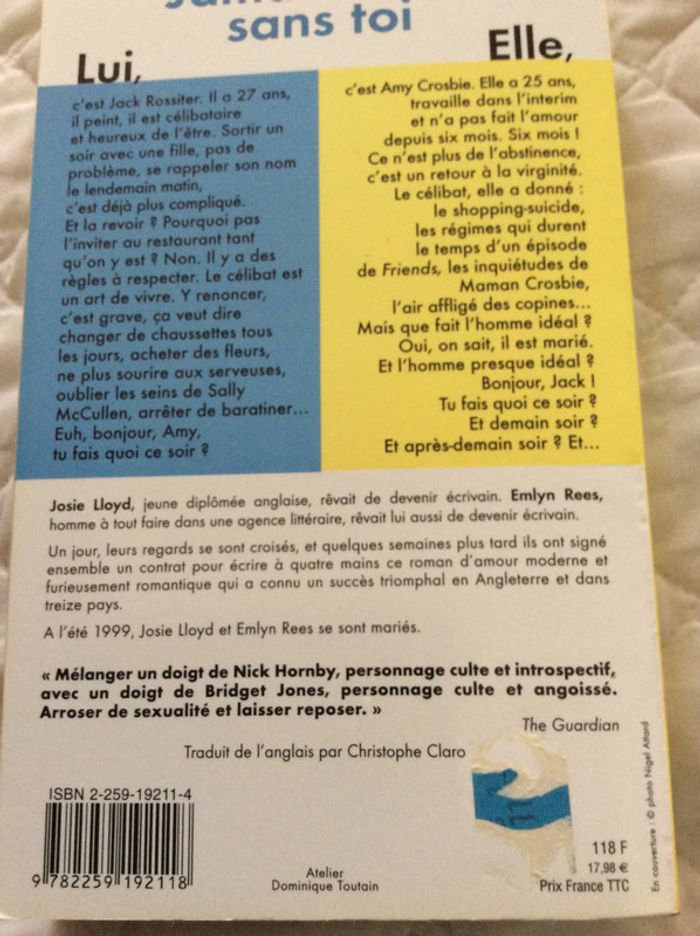 sans toi
Lui,
c'est Jack Rossiter. Il a 27 ans,
il peint, il est célibataire
et heureux de l'être. Sortir un
soir avec une fille, pas de
problème, se rappeler son nom
le lendemain matin,
c'est déjà plus compliqué.
Et la revoir ? Pourquoi pas
l'inviter au restaurant tant
qu'on y est ? Non. Il y a des
règles à respecter. Le célibat est
un art de vivre. Y renoncer,
c'est grave, ça veut dire
changer de chaussettes tous
les jours, acheter des fleurs,
ne plus sourire aux serveuses,
oublier les seins de Sally
McCullen, arrêter de baratiner...
Euh, bonjour, Amy,
tu fais quoi ce soir ?
Elle,
c'est Amy Crosbie. Elle a 25 ans,
travaille dans l'interim
et n'a pas fait l'amour
depuis six mois. Six mois !
Ce n'est plus de l'abstinence,
c'est un retour à la virginité.
Le célibat, elle a donné :
le shopping-suicide,
les régimes qui durent
le temps d'un épisode
de Friends, les inquiétudes de
Maman Crosbie,
l'air affligé des copines...
Mais que fait l'homme idéal ?
Oui, on sait, il est marié.
Et l'homme presque idéal ?
Bonjour, Jack !
Tu fais quoi ce soir ?
Et demain soir ?
Et après-demain soir ? Et...
Josie Lloyd, jeune diplômée anglaise, rêvait de devenir écrivain. Emlyn Rees,
homme à tout faire dans une agence littéraire, rêvait lui aussi de devenir écrivain.
Un jour, leurs regards se sont croisés, et quelques semaines plus tard ils ont signé
ensemble un contrat pour écrire à quatre mains ce roman d'amour moderne et
furieusement romantique qui a connu un succès triomphal en Angleterre et dans
treize pays.
A l'été 1999, Josie Lloyd et Emlyn Rees se sont mariés.
« Mélanger un doigt de Nick Hornby, personnage culte et introspectif,
avec un doigt de Bridget Jones, personnage culte et angoissé.
Arroser de sexualité et laisser reposer. »
The Guardian
Traduit de l'anglais par Christophe Claro
ISBN 2-259-19211-4
9 782259 192118
Atelier
Dominique Toutain
11
118 F
17,98 €
Prix France TTC
En couverture : © photo Nigel Attard